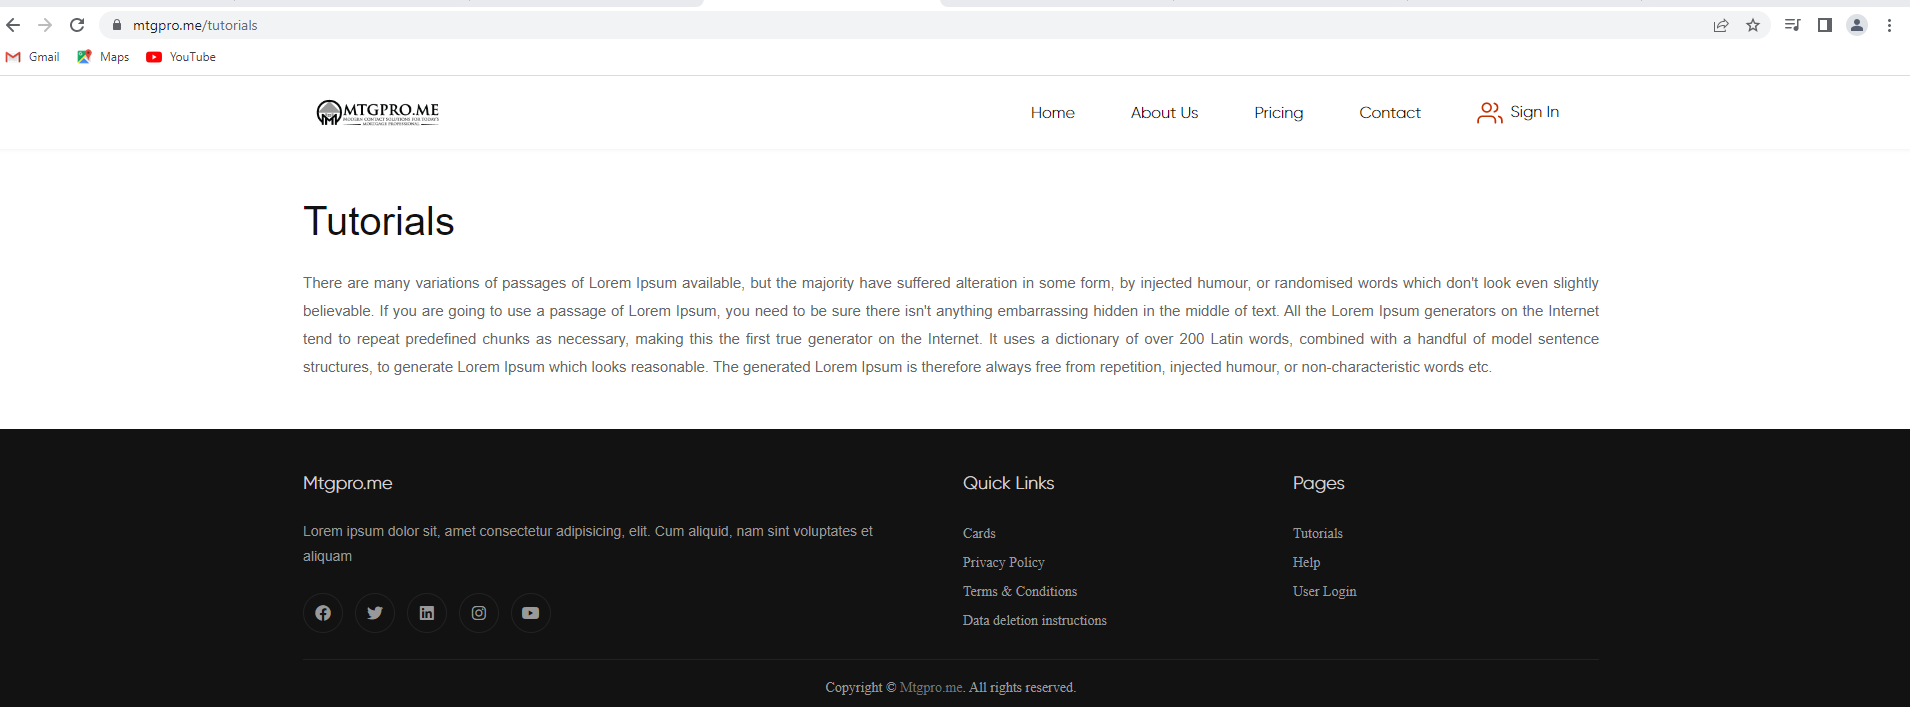 mtgpro.me/tutorials
Gmail Maps YouTube
MTGPRO.ME
MODERN CONTACT SOLUTIONS FOR TODAY'S
MORTGAGE PROFESSIONAL
Home About Us Pricing Contact Sign In
Tutorials
There are many variations of passages of Lorem Ipsum available, but the majority have suffered alteration in some form, by injected humour, or randomised words which don't look even slightly
believable. If you are going to use a passage of Lorem Ipsum, you need to be sure there isn't anything embarrassing hidden in the middle of text. All the Lorem Ipsum generators on the Internet
tend to repeat predefined chunks as necessary, making this the first true generator on the Internet. It uses a dictionary of over 200 Latin words, combined with a handful of model sentence
structures, to generate Lorem Ipsum which looks reasonable. The generated Lorem Ipsum is therefore always free from repetition, injected humour, or non-characteristic words etc.
Mtgpro.me
Lorem ipsum dolor sit, amet consectetur adipisicing, elit. Cum aliquid, nam sint voluptates et
aliquam
Quick Links
Cards
Privacy Policy
Terms & Conditions
Data deletion instructions
Pages
Tutorials
Help
User Login
Copyright © Mtgpro.me. All rights reserved.